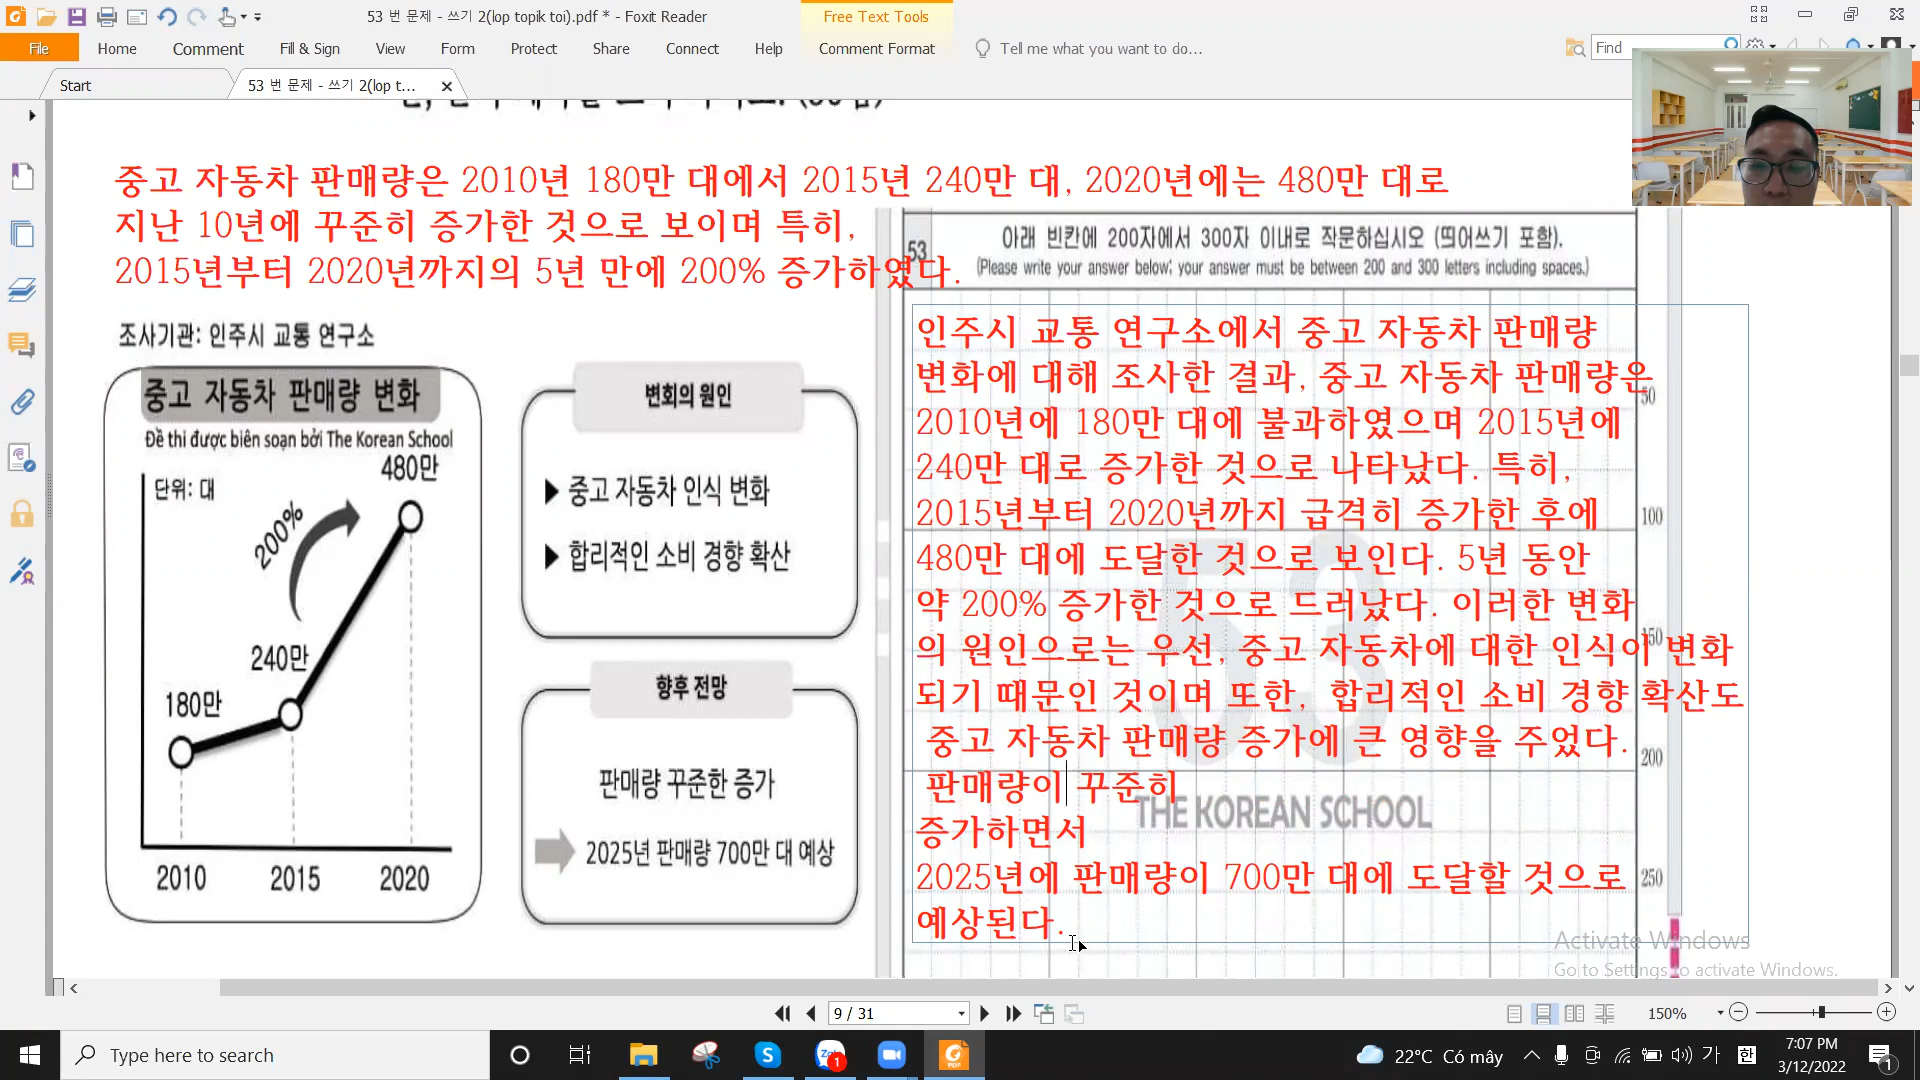 53 번 문제 - 쓰기 2(lop topik toi).pdf * - Foxit Reader
Free Text Tools
File Home Comment Fill & Sign View Form Protect Share Connect Help Comment Format Tell me what you want to do... Find
Start
53 번 문제 - 쓰기 2(lop t...
중고 자동차 판매량은 2010년 180만 대에서 2015년 240만 대, 2020년에는 480만 대로
지난 10년에 꾸준히 증가한 것으로 보이며 특히,
2015년부터 2020년까지의 5년 만에 200% 증가하였다.
조사기관: 인주시 교통 연구소
중고 자동차 판매량 변화
Đề thi được biên soạn bởi The Korean School
단위: 대
480만
200%
240만
180만
2010 2015 2020
변회의 원인
▶ 중고 자동차 인식 변화
▶ 합리적인 소비 경향 확산
향후 전망
판매량 꾸준한 증가
2025년 판매량 700만 대 예상
53
아래 빈칸에 200자에서 300자 이내로 작문하십시오 (띄어쓰기 포함).
(Please write your answer below; your answer must be between 200 and 300 letters including spaces.)
인주시 교통 연구소에서 중고 자동차 판매량
변화에 대해 조사한 결과, 중고 자동차 판매량은
50
2010년에 180만 대에 불과하였으며 2015년에
240만 대로 증가한 것으로 나타났다. 특히,
2015년부터 2020년까지 급격히 증가한 후에
100
480만 대에 도달한 것으로 보인다. 5년 동안
약 200% 증가한 것으로 드러났다. 이러한 변화
150
의 원인으로는 우선, 중고 자동차에 대한 인식이 변화
되기 때문인 것이며 또한, 합리적인 소비 경향 확산도
중고 자동차 판매량 증가에 큰 영향을 주었다.
200
판매량이 꾸준히
증가하면서
2025년에 판매량이 700만 대에 도달할 것으로
250
예상된다.
53
THE KOREAN SCHOOL
Activate Windows
Go to Settings to activate Windows.
9 / 31
150%
Type here to search
22°C Có mây
가
한
7:07 PM
3/12/2022
1